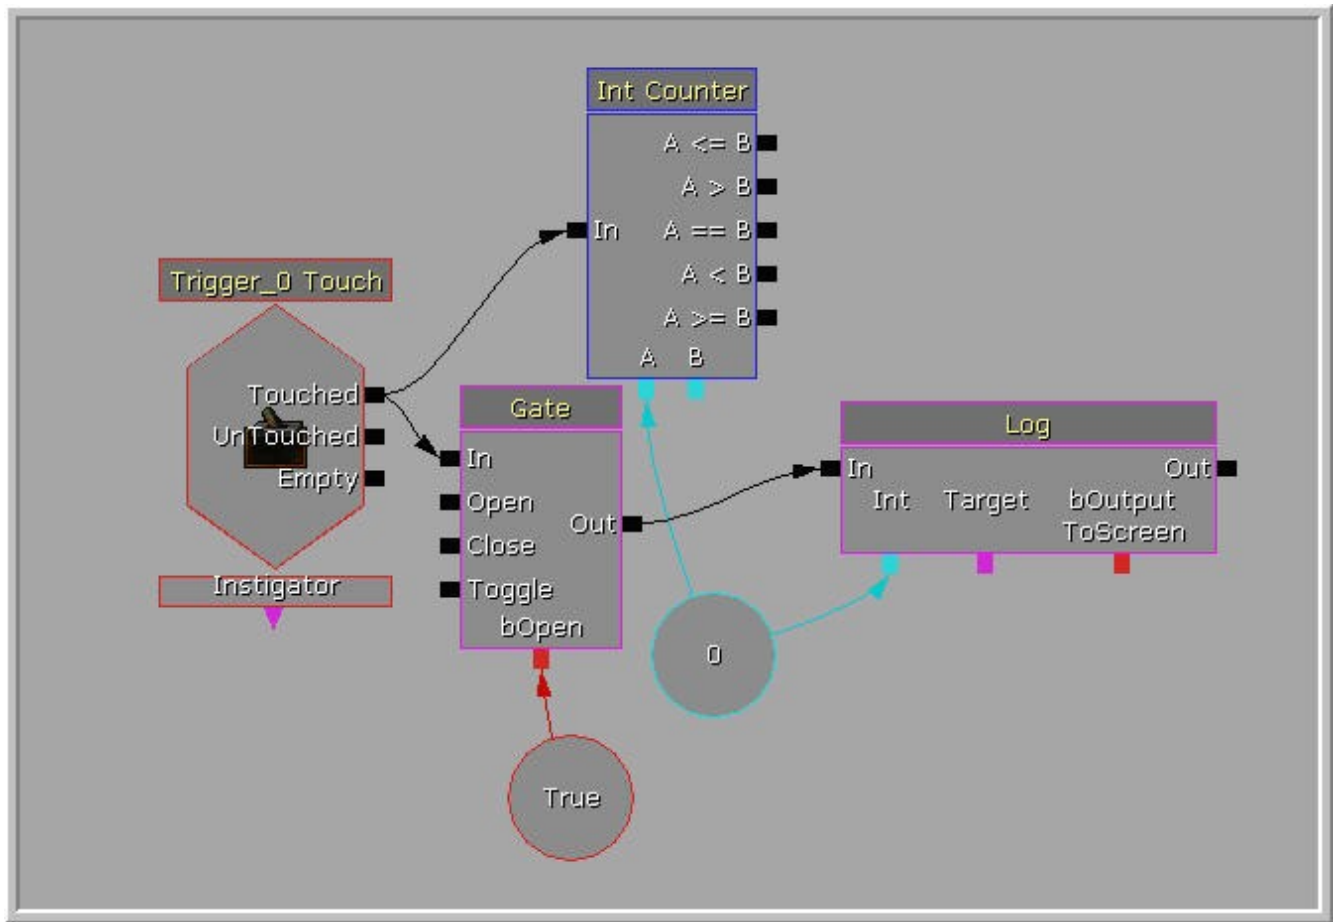 Int Counter
A <= B
A > B
In A == B
A < B
A >= B
A B
Trigger_0 Touch
Touched
UnTouched
Empty
Instigator
Gate
In
Open
Out
Close
Toggle
bOpen
Log
In Out
Int Target bOutput
ToScreen
0
True